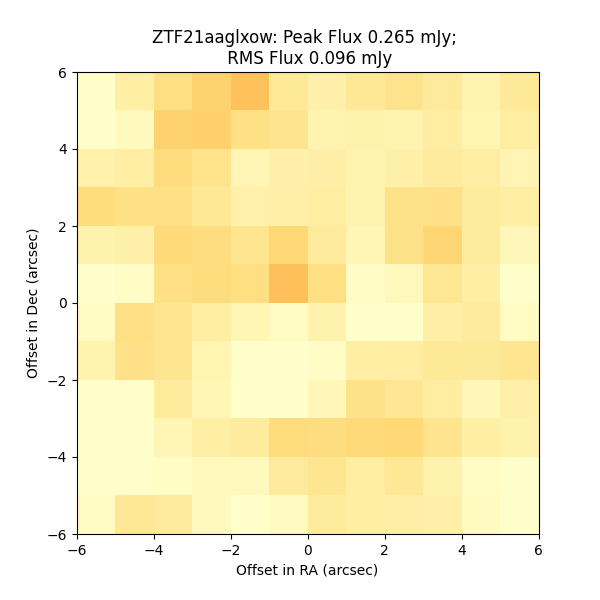 ZTF21aaglxow: Peak Flux 0.265 mJy;
RMS Flux 0.096 mJy
6
4
2
0
−2
−4
−6
Offset in Dec (arcsec)
−6 −4 −2 0 2 4 6
Offset in RA (arcsec)